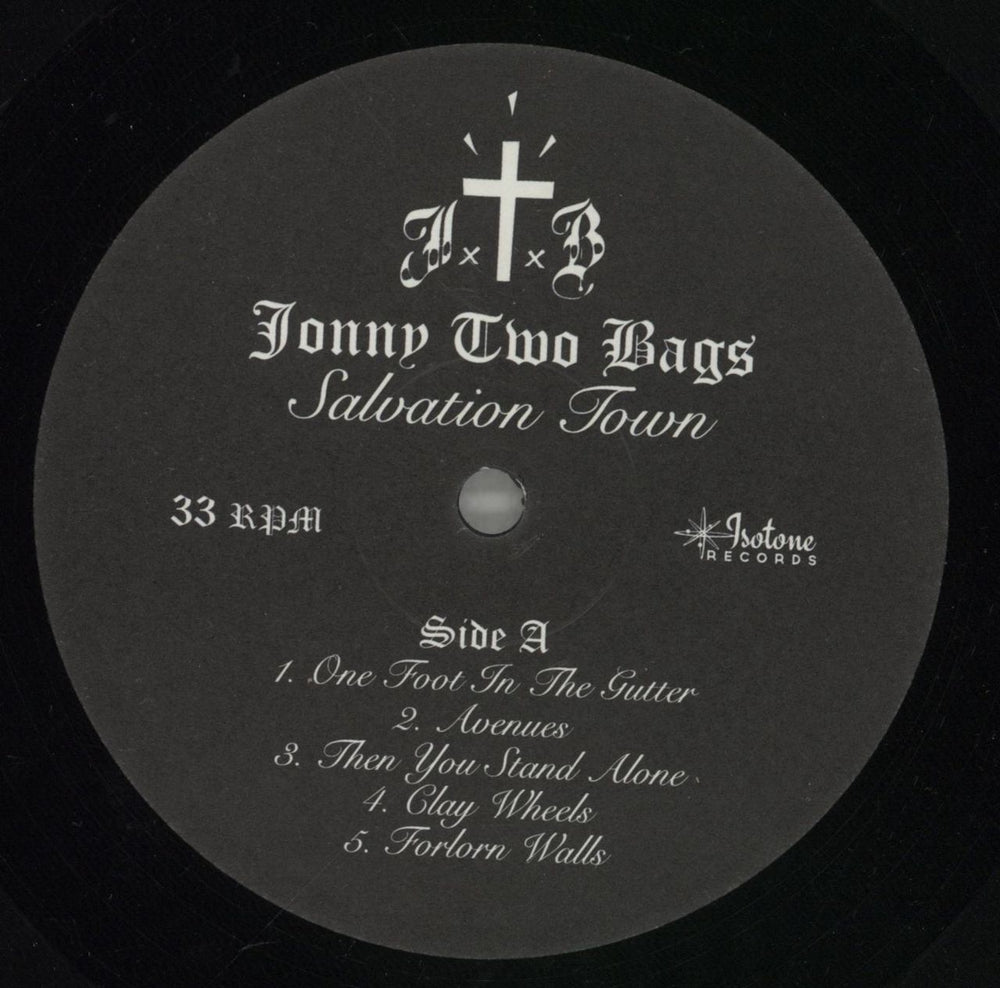 J x x B
Jonny Two Bags
Salvation Town
33 RPM
Isotone
RECORDS
Side A
1. One Foot In The Gutter
2. Avenues
3. Then You Stand Alone
4. Clay Wheels
5. Forlorn Walls